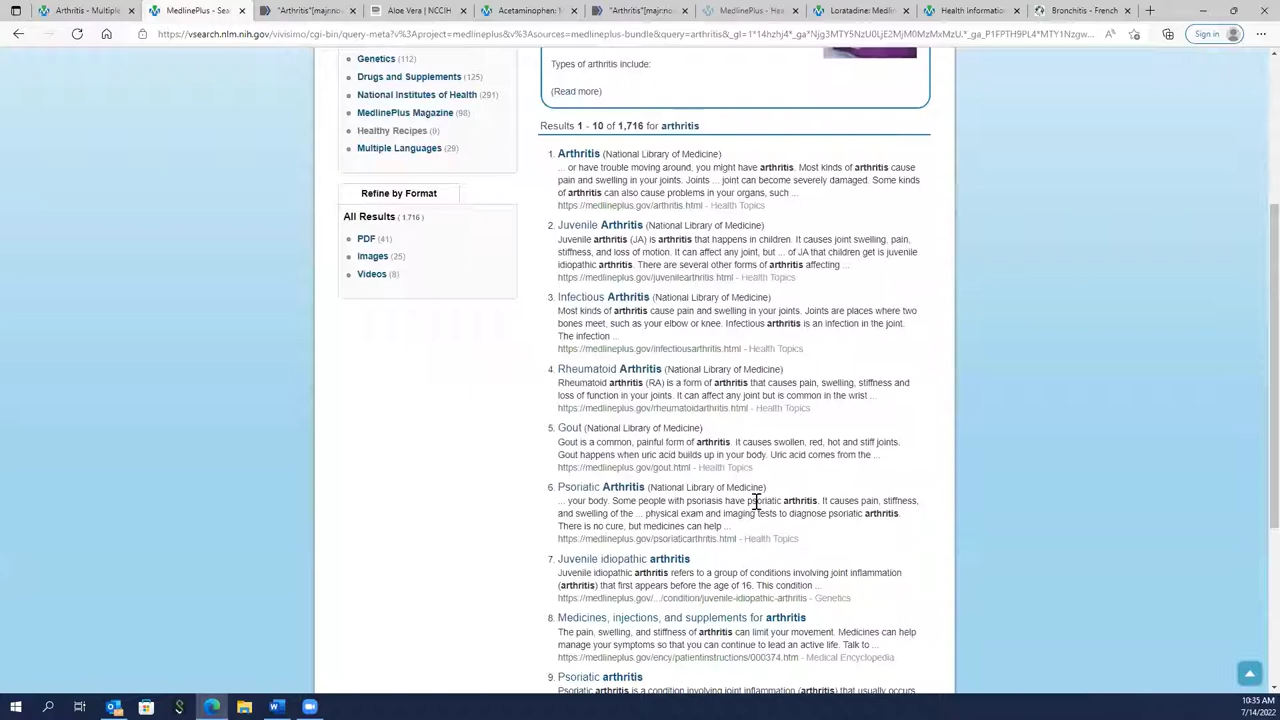 Arthritis - Multiple
MedlinePlus - Sea
"Arthritis"[majrno
Aloe Vera | NCCIH
Acetaminophen:
"Arthritis"[majrno
MedlinePlus - Heal
Loratadine: Medlin
Health information
Bronchitis - Frenc
https://vsearch.nlm.nih.gov/vivisimo/cgi-bin/query-meta?v%3Aproject=medlineplus&v%3Asources=medlineplus-bundle&query=arthritis&
Sign in
Genetics (112)
Drugs and Supplements (125)
National Institutes of Health (291)
MedlinePlus Magazine (98)
Healthy Recipes (0)
Multiple Languages (29)
Refine by Format
All Results ( 1,716 )
PDF (41)
Images (25)
Videos (8)
Types of arthritis include:
(Read more)
Results 1 - 10 of 1,716 for arthritis
1. Arthritis (National Library of Medicine)
... or have trouble moving around, you might have arthritis. Most kinds of arthritis cause
pain and swelling in your joints. Joints ... joint can become severely damaged. Some kinds
of arthritis can also cause problems in your organs, such ...
https://medlineplus.gov/arthritis.html - Health Topics
2. Juvenile Arthritis (National Library of Medicine)
Juvenile arthritis (JA) is arthritis that happens in children. It causes joint swelling, pain,
stiffness, and loss of motion. It can affect any joint, but ... of JA that children get is juvenile
idiopathic arthritis. There are several other forms of arthritis affecting ...
https://medlineplus.gov/juvenilearthritis.html - Health Topics
3. Infectious Arthritis (National Library of Medicine)
Most kinds of arthritis cause pain and swelling in your joints. Joints are places where two
bones meet, such as your elbow or knee. Infectious arthritis is an infection in the joint.
The infection ...
https://medlineplus.gov/infectiousarthritis.html - Health Topics
4. Rheumatoid Arthritis (National Library of Medicine)
Rheumatoid arthritis (RA) is a form of arthritis that causes pain, swelling, stiffness and
loss of function in your joints. It can affect any joint but is common in the wrist ...
https://medlineplus.gov/rheumatoidarthritis.html - Health Topics
5. Gout (National Library of Medicine)
Gout is a common, painful form of arthritis. It causes swollen, red, hot and stiff joints.
Gout happens when uric acid builds up in your body. Uric acid comes from the ...
https://medlineplus.gov/gout.html - Health Topics
6. Psoriatic Arthritis (National Library of Medicine)
... your body. Some people with psoriasis have psoriatic arthritis. It causes pain, stiffness,
and swelling of the ... physical exam and imaging tests to diagnose psoriatic arthritis.
There is no cure, but medicines can help ...
https://medlineplus.gov/psoriaticarthritis.html - Health Topics
7. Juvenile idiopathic arthritis
Juvenile idiopathic arthritis refers to a group of conditions involving joint inflammation
(arthritis) that first appears before the age of 16. This condition ...
https://medlineplus.gov/.../condition/juvenile-idiopathic-arthritis - Genetics
8. Medicines, injections, and supplements for arthritis
The pain, swelling, and stiffness of arthritis can limit your movement. Medicines can help
manage your symptoms so that you can continue to lead an active life. Talk to ...
https://medlineplus.gov/ency/patientinstructions/000374.htm - Medical Encyclopedia
9. Psoriatic arthritis
Psoriatic arthritis is a condition involving joint inflammation (arthritis) that usually occurs
10:35 AM
7/14/2022